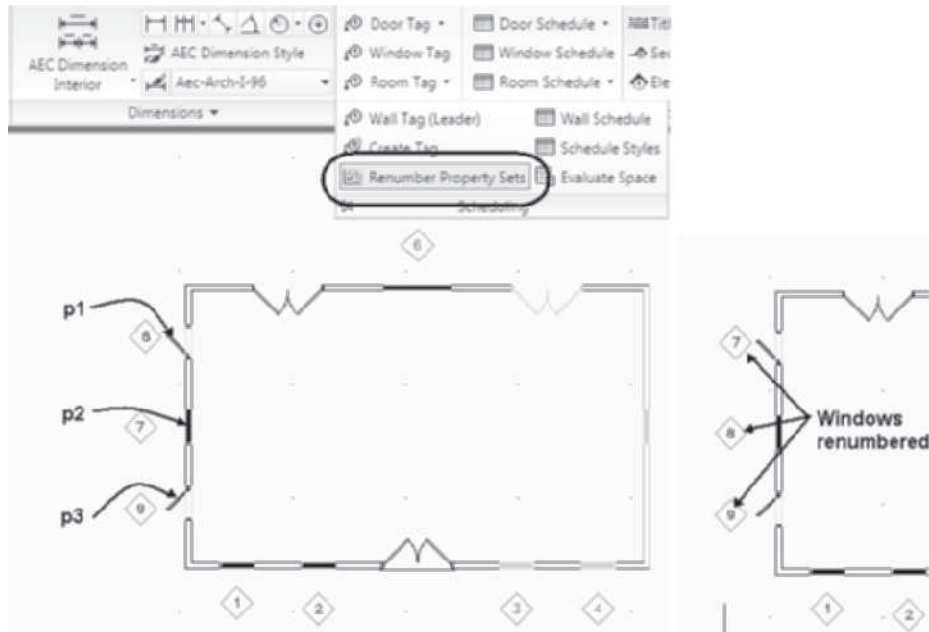 AEC Dimension
Interior
AEC Dimension Style
Aec-Arch-I-96
Dimensions
Door Tag
Window Tag
Room Tag
Door Schedule
Window Schedule
Room Schedule
Wall Tag (Leader)
Create Tag
Renumber Property Sets
Wall Schedule
Schedule Styles
Evaluate Space
Scheduling
6
p1
p2
7
p3
9
1
2
3
4
7
8
9
Windows
renumbered
1
2